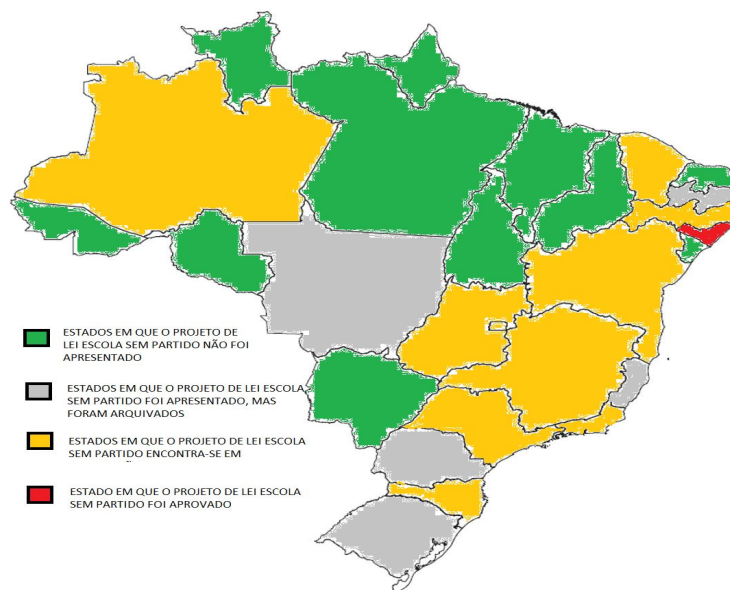 ESTADOS EM QUE O PROJETO DE
LEI ESCOLA SEM PARTIDO NÃO FOI
APRESENTADO
ESTADOS EM QUE O PROJETO DE LEI ESCOLA
SEM PARTIDO FOI APRESENTADO, MAS
FORAM ARQUIVADOS
ESTADOS EM QUE O PROJETO DE LEI ESCOLA
SEM PARTIDO ENCONTRA-SE EM
ESTADO EM QUE O PROJETO DE LEI ESCOLA
SEM PARTIDO FOI APROVADO